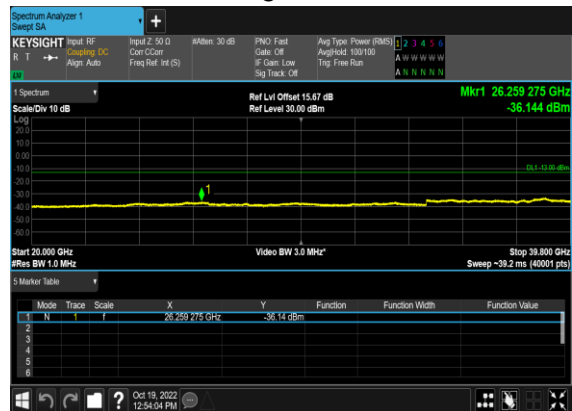 Spectrum Analyzer 1
Swept SA
KEYSIGHT Input: RF Input Z: 50 Ω #Atten: 30 dB PNO: Fast Avg Type: Power (RMS) 1 2 3 4 5 6
R T Coupling: DC Corr CCorr Gate: Off Avg|Hold: 100/100 A W W W W W
Align: Auto Freq Ref: Int (S) IF Gain: Low Trig: Free Run
Sig Track: Off A N N N N N
1 Spectrum Ref Lvl Offset 15.67 dB Mkr1 26.259 275 GHz
Scale/Div 10 dB Ref Level 30.00 dBm -36.144 dBm
Log
20.0
10.0
0.00
-10.0 DL1 -13.00 dBm
-20.0
-30.0 1
-40.0
-50.0
-60.0
Start 20.000 GHz Video BW 3.0 MHz* Stop 39.800 GHz
#Res BW 1.0 MHz Sweep ~39.2 ms (40001 pts)
5 Marker Table
Mode Trace Scale X Y Function Function Width Function Value
1 N 1 f 26.259 275 GHz -36.14 dBm
2
3
4
5
6
? Oct 19, 2022
12:54:04 PM